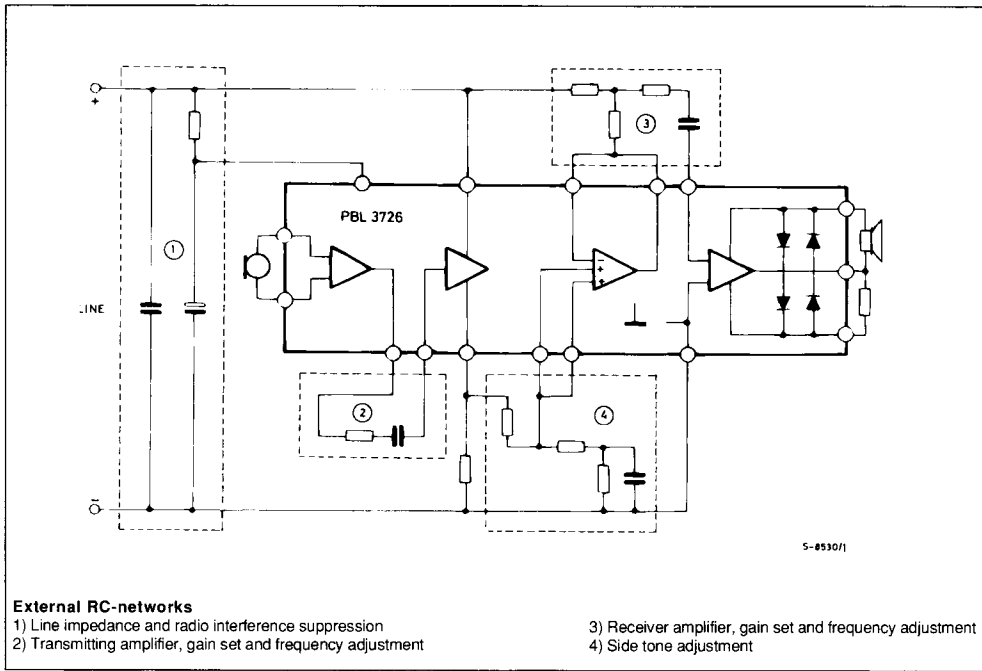 +
3
PBL 3726
1
LINE
+
+
2
4
-
S-8530/1
External RC-networks
1) Line impedance and radio interference suppression
2) Transmitting amplifier, gain set and frequency adjustment
3) Receiver amplifier, gain set and frequency adjustment
4) Side tone adjustment